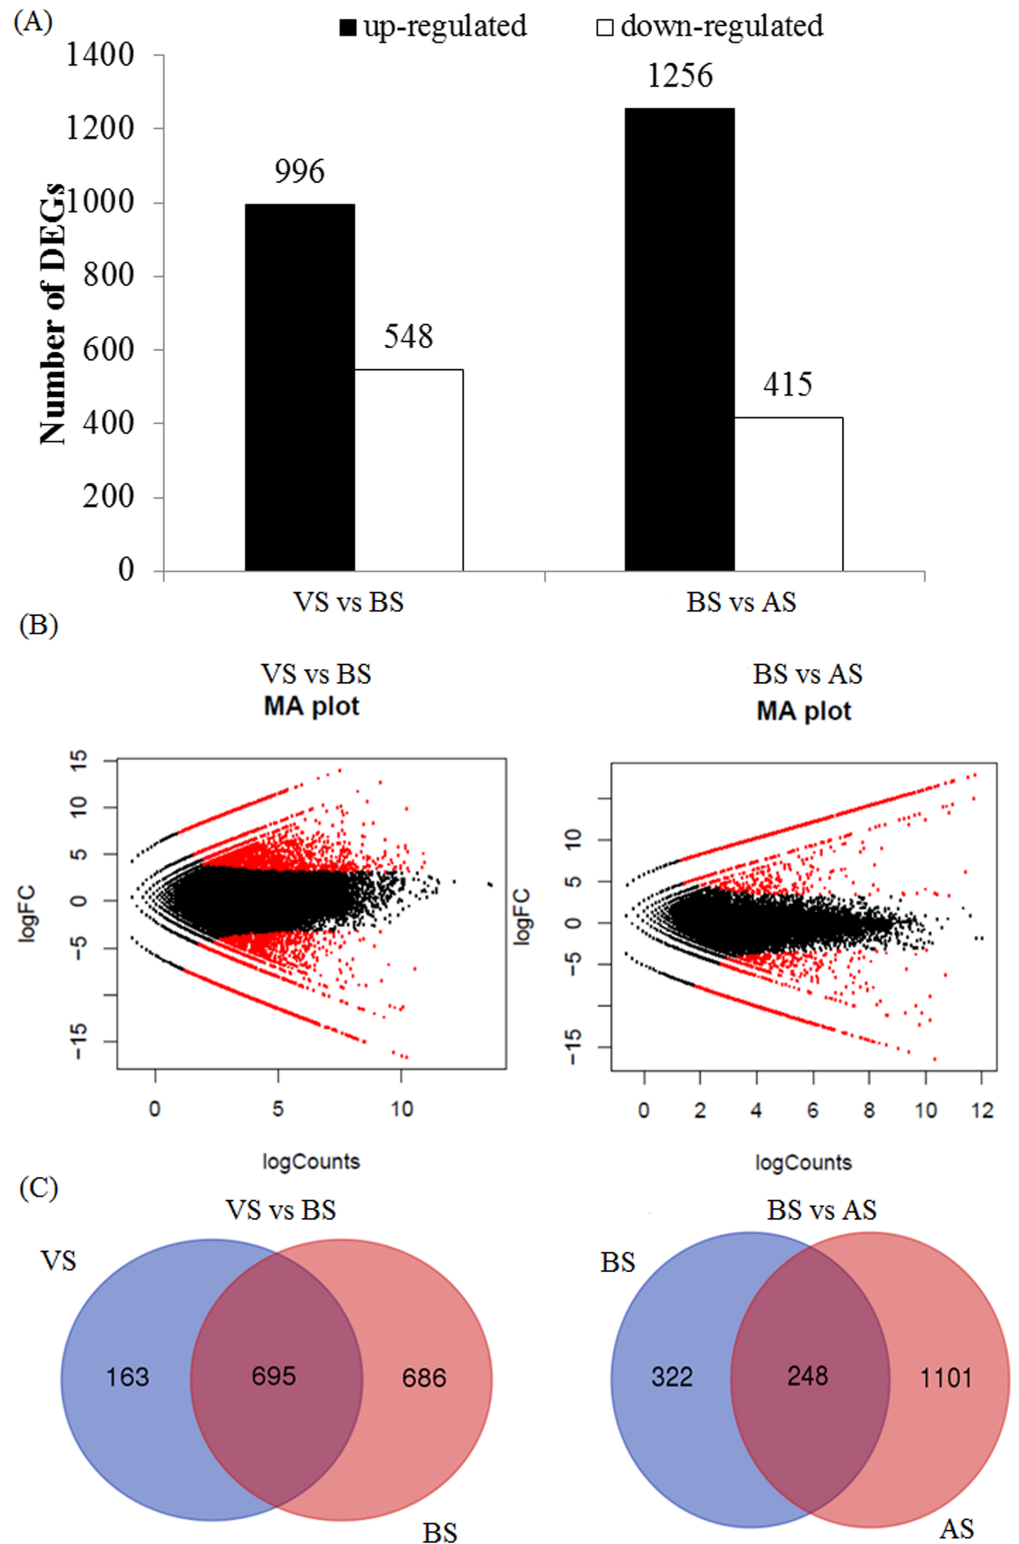 (A)
up-regulated down-regulated
1400
1200
1000
800
600
400
200
0
Number of DEGs
996
548
1256
415
VS vs BS BS vs AS
(B)
VS vs BS
MA plot
15
10
5
0
−5
−15
logFC
0 5 10
logCounts
BS vs AS
MA plot
10
5
0
−5
−15
logFC
0 2 4 6 8 10 12
logCounts
(C)
VS vs BS
VS
163 695 686
BS
BS vs AS
BS
322 248 1101
AS